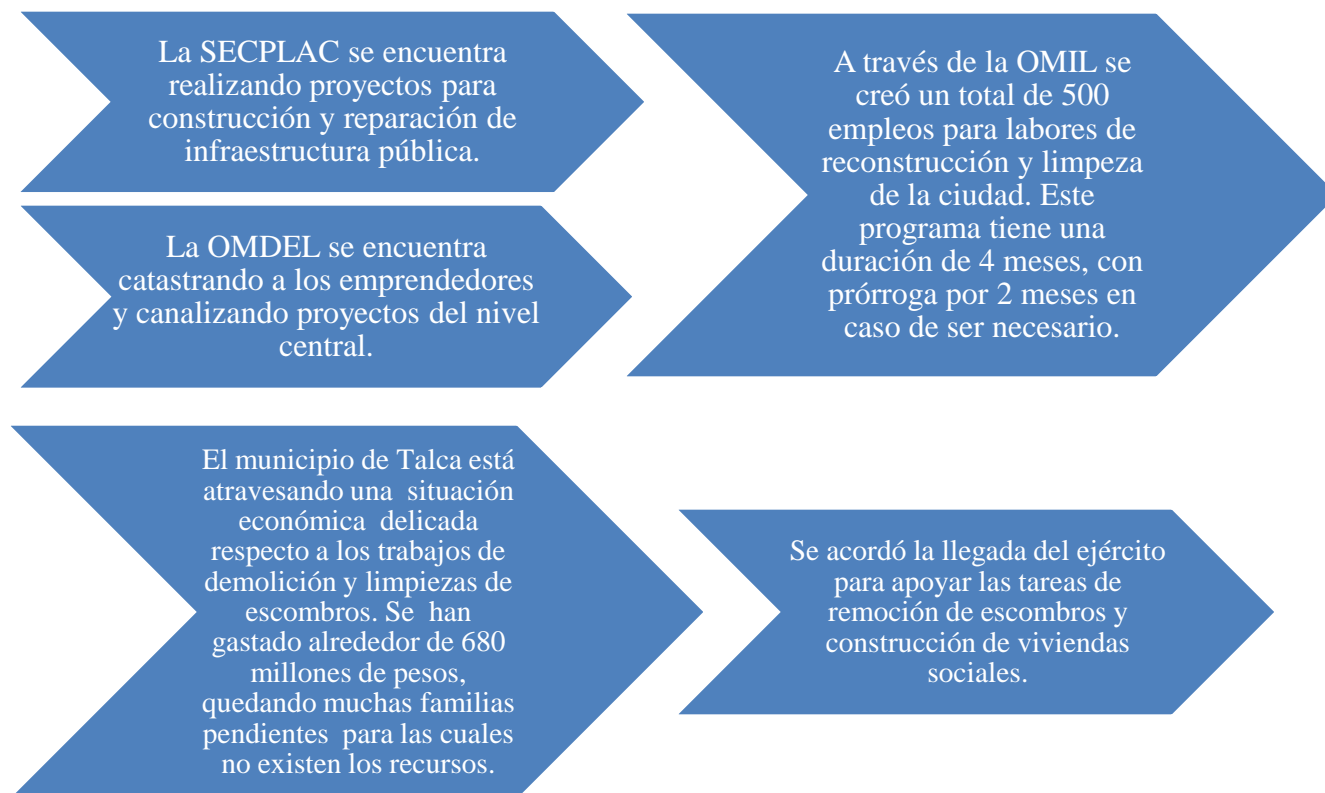 La SECPLAC se encuentra
realizando proyectos para
construcción y reparación de
infraestructura pública.
La OMDEL se encuentra
catastrando a los emprendedores
y canalizando proyectos del nivel
central.
A través de la OMIL se
creó un total de 500
empleos para labores de
reconstrucción y limpeza
de la ciudad. Este
programa tiene una
duración de 4 meses, con
prórroga por 2 meses en
caso de ser necesario.
El municipio de Talca está
atravesando una situación
económica delicada
respecto a los trabajos de
demolición y limpiezas de
escombros. Se han
gastado alrededor de 680
millones de pesos,
quedando muchas familias
pendientes para las cuales
no existen los recursos.
Se acordó la llegada del ejército
para apoyar las tareas de
remoción de escombros y
construcción de viviendas
sociales.